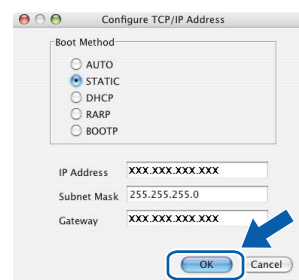 Configure TCP/IP Address
Boot Method
AUTO
STATIC
DHCP
RARP
BOOTP
IP Address XXX.XXX.XXX.XXX
Subnet Mask 255.255.255.0
Gateway XXX.XXX.XXX.XXX
OK Cancel